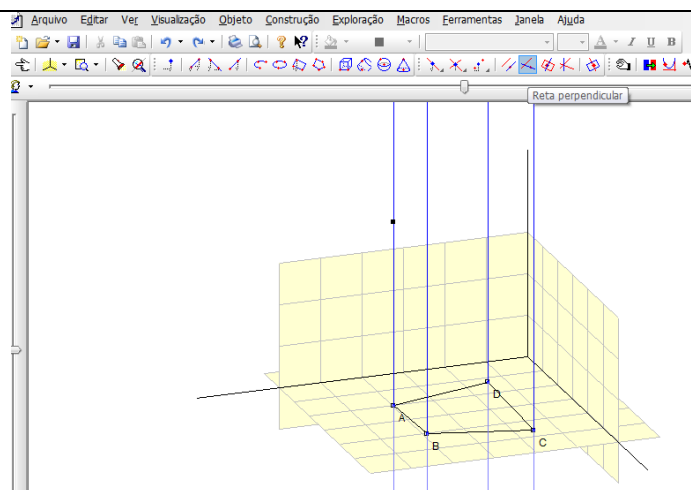 Arquivo Editar Ver Visualização Objeto Construção Exploração Macros Ferramentas Janela Ajuda
A I U B
Reta perpendicular
D
A
B C